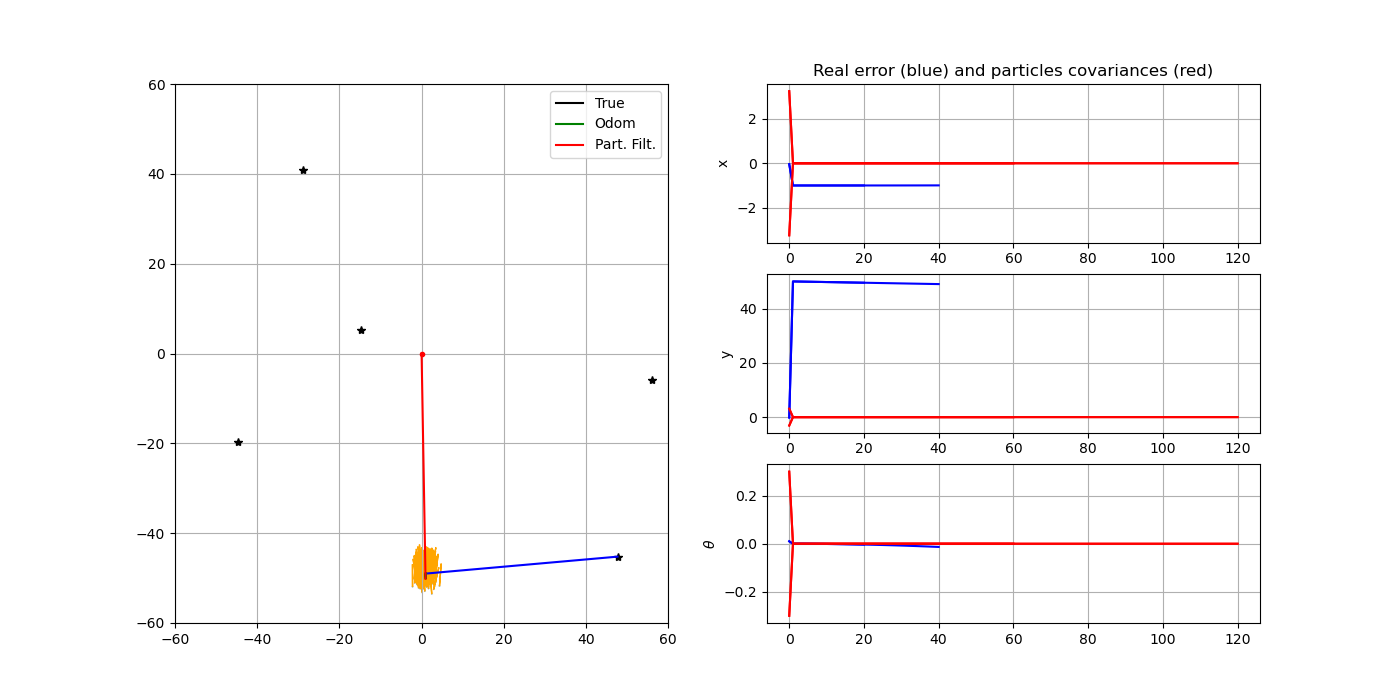 True
Odom
Part. Filt.
60
40
20
0
−20
−40
−60
−60 −40 −20 0 20 40 60
Real error (blue) and particles covariances (red)
x
2
0
−2
0 20 40 60 80 100 120
y
40
20
0
0 20 40 60 80 100 120
θ
0.2
0.0
−0.2
0 20 40 60 80 100 120